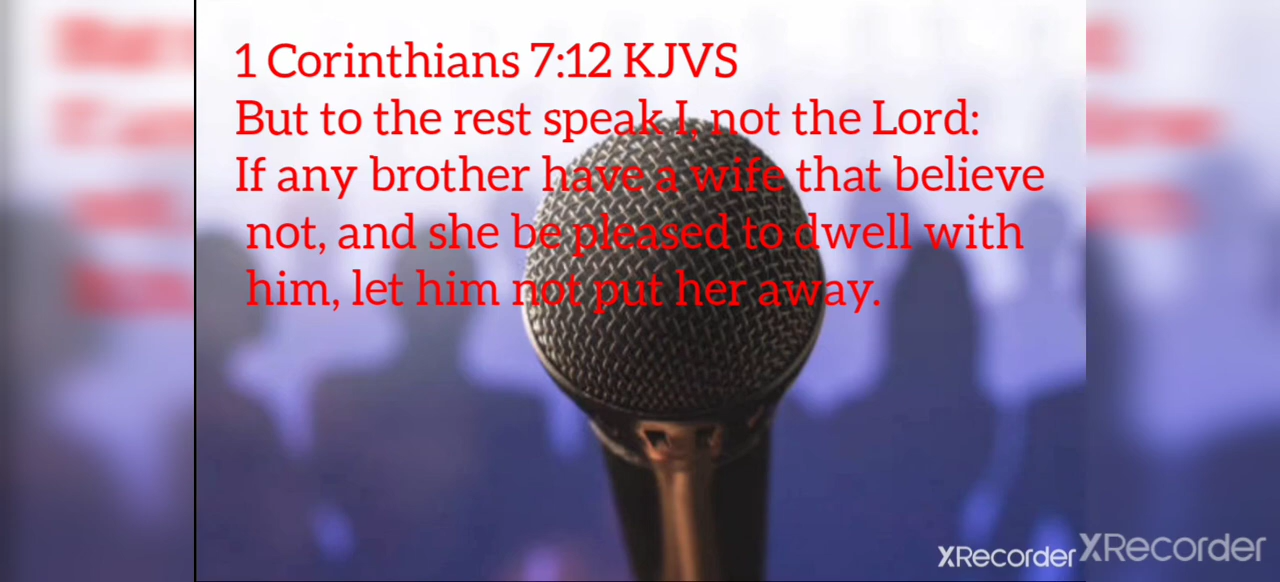 1 Corinthians 7:12 KJVS
But to the rest speak I, not the Lord:
If any brother have a wife that believe
not, and she be pleased to dwell with
him, let him not put her away.
XRecorder
XRecorder